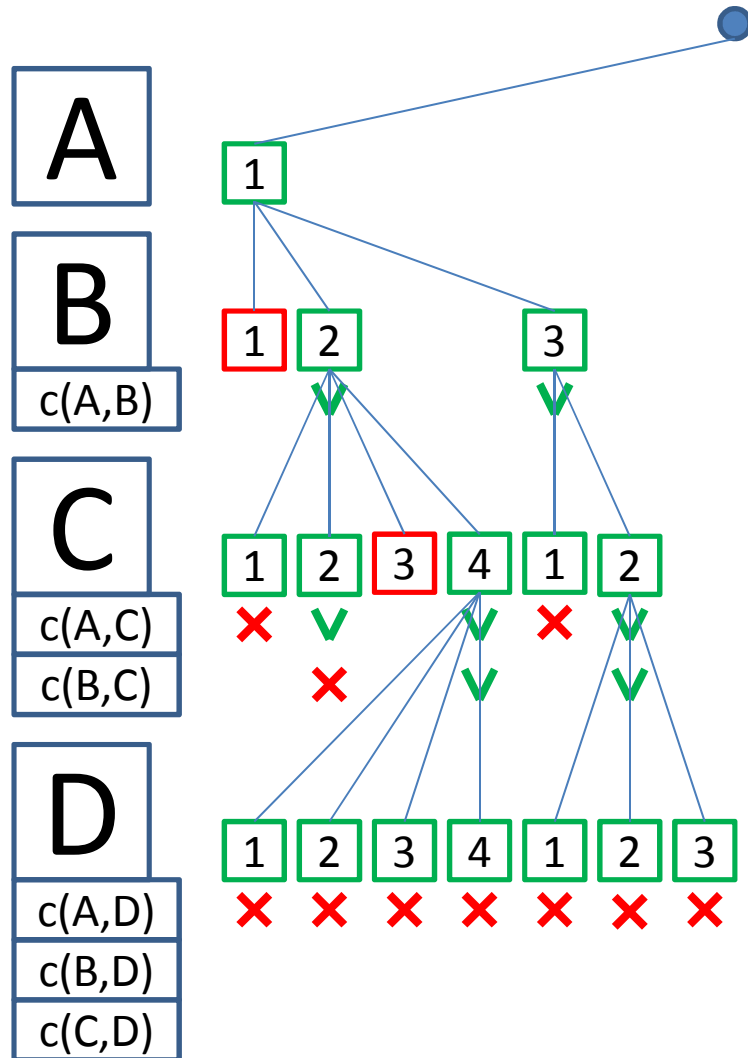 A
1
B
1 2 3
c(A,B)
C
1 2 3 4 1 2
c(A,C)
c(B,C)
D
1 2 3 4 1 2 3
c(A,D)
c(B,D)
c(C,D)